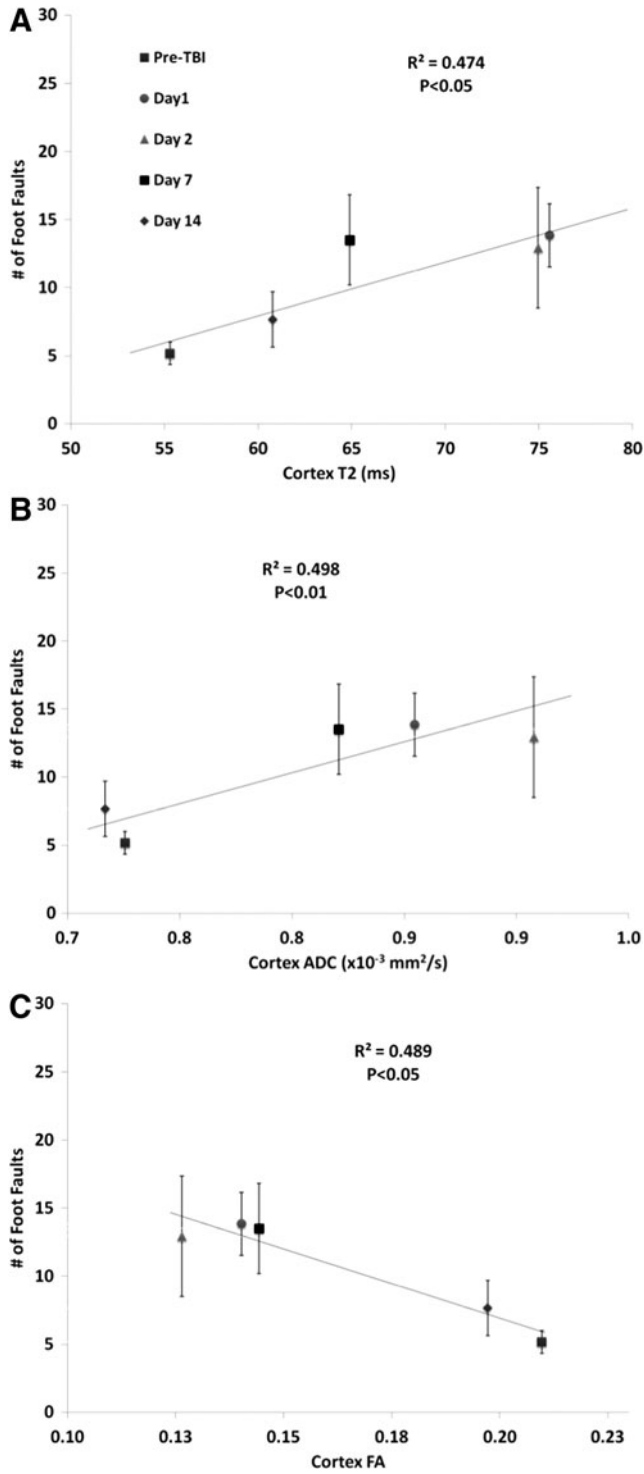 A
Pre-TBI
Day1
Day 2
Day 7
Day 14
R² = 0.474
P<0.05
# of Foot Faults
30
25
20
15
10
5
0
50 55 60 65 70 75 80
Cortex T2 (ms)
B
R² = 0.498
P<0.01
# of Foot Faults
30
25
20
15
10
5
0
0.7 0.8 0.8 0.9 0.9 1.0
Cortex ADC (x10⁻³ mm²/s)
C
R² = 0.489
P<0.05
# of Foot Faults
30
25
20
15
10
5
0
0.10 0.13 0.15 0.18 0.20 0.23
Cortex FA